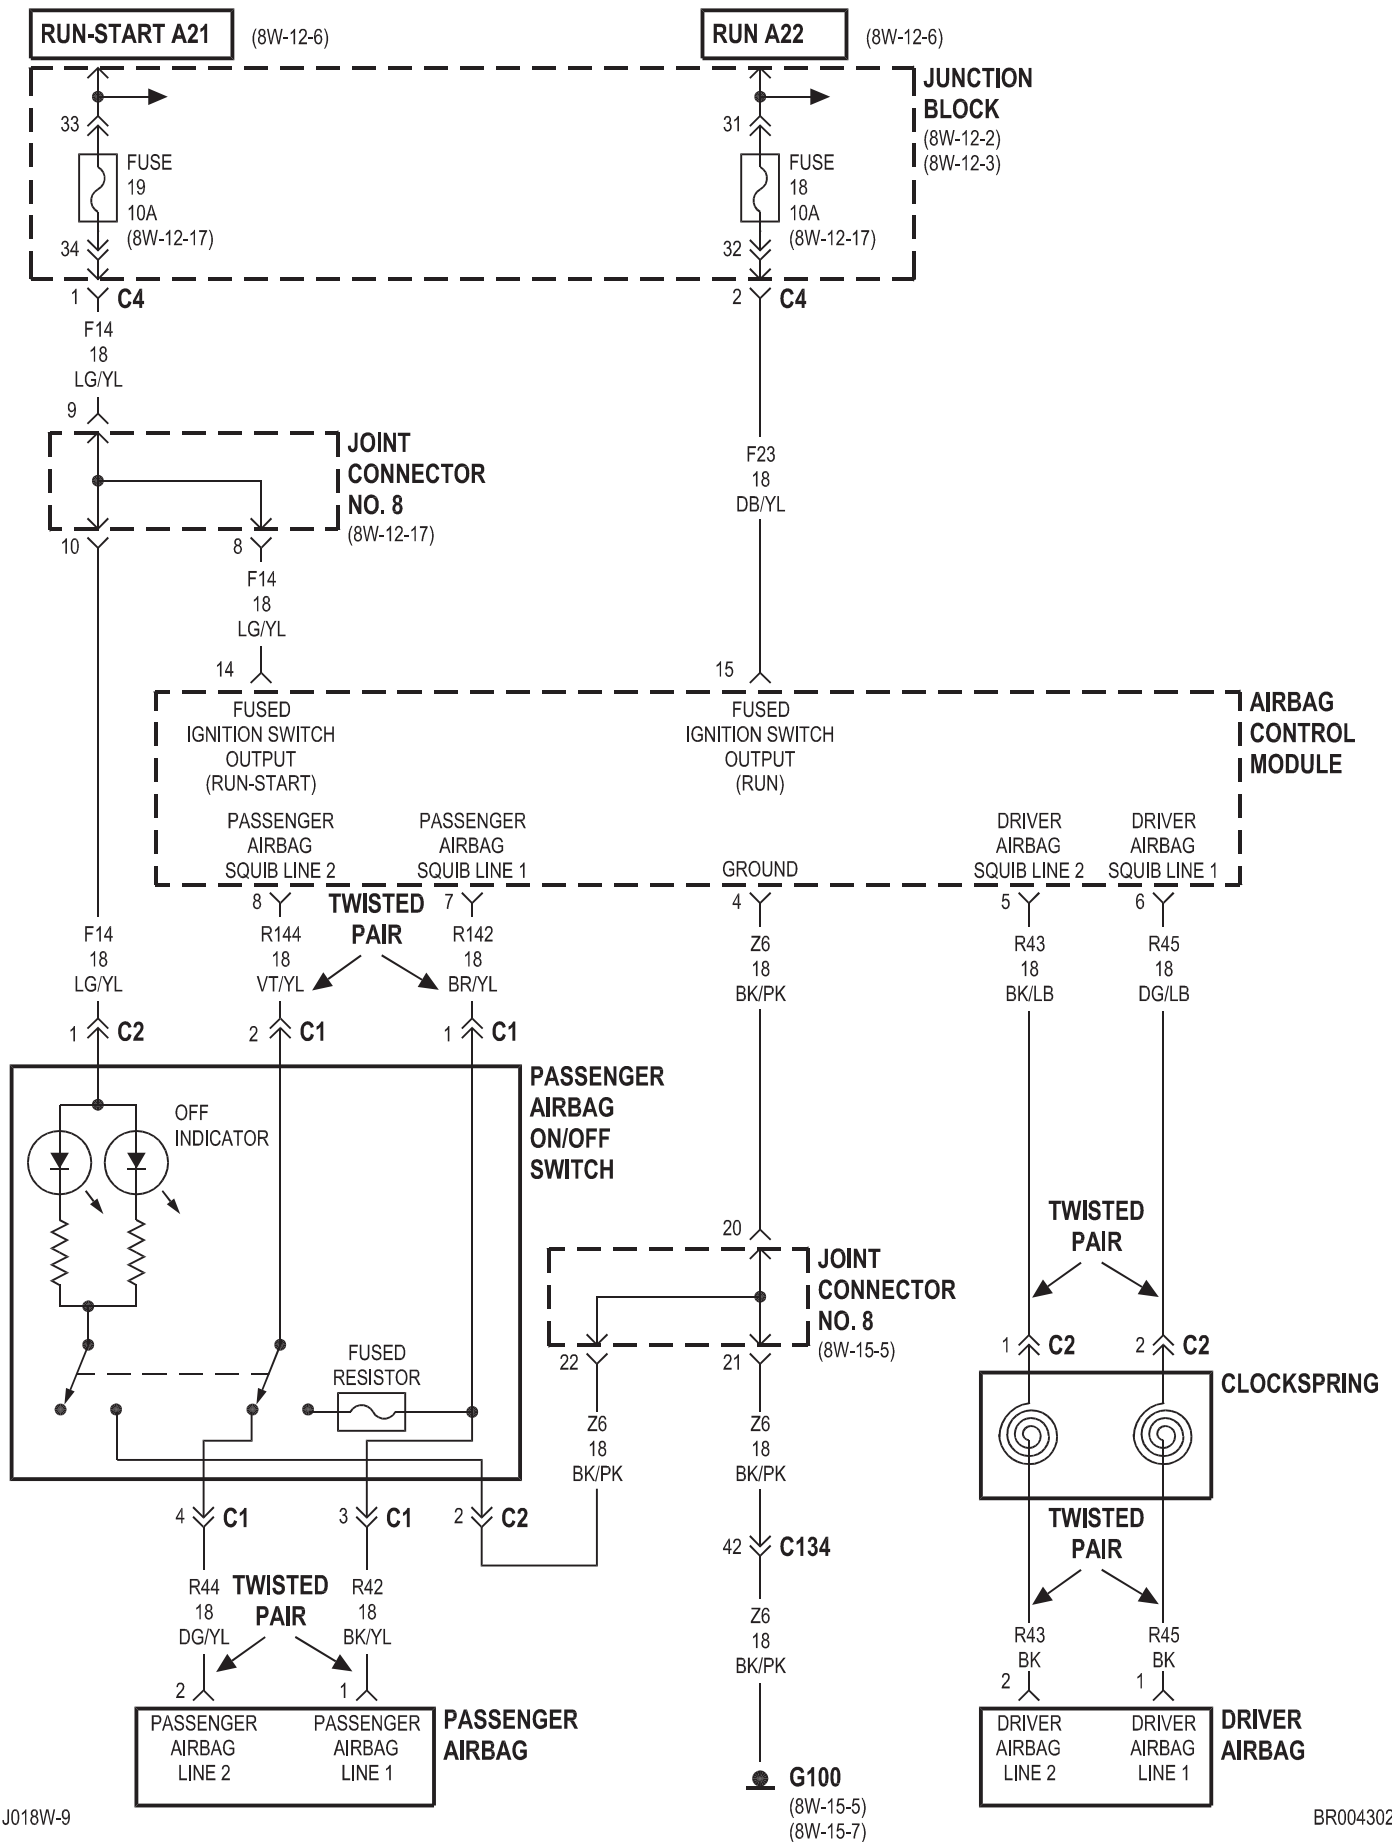 RUN-START A21
(8W-12-6)
RUN A22
(8W-12-6)
JUNCTION
BLOCK
(8W-12-2)
(8W-12-3)
33
FUSE
19
10A
(8W-12-17)
34
31
FUSE
18
10A
(8W-12-17)
32
1
C4
2
C4
F14
18
LG/YL
9
JOINT
CONNECTOR
NO. 8
(8W-12-17)
F23
18
DB/YL
10
8
F14
18
LG/YL
14
15
FUSED
IGNITION SWITCH
OUTPUT
(RUN-START)
FUSED
IGNITION SWITCH
OUTPUT
(RUN)
AIRBAG
CONTROL
MODULE
PASSENGER
AIRBAG
SQUIB LINE 2
PASSENGER
AIRBAG
SQUIB LINE 1
GROUND
DRIVER
AIRBAG
SQUIB LINE 2
DRIVER
AIRBAG
SQUIB LINE 1
8
TWISTED
PAIR
7
4
5
6
F14
18
LG/YL
R144
18
VT/YL
R142
18
BR/YL
Z6
18
BK/PK
R43
18
BK/LB
R45
18
DG/LB
1
C2
2
C1
1
C1
PASSENGER
AIRBAG
ON/OFF
SWITCH
OFF
INDICATOR
FUSED
RESISTOR
20
JOINT
CONNECTOR
NO. 8
(8W-15-5)
22
21
TWISTED
PAIR
1
C2
2
C2
CLOCKSPRING
Z6
18
BK/PK
Z6
18
BK/PK
4
C1
3
C1
2
C2
42
C134
TWISTED
PAIR
R44
18
DG/YL
TWISTED
PAIR
R42
18
BK/YL
Z6
18
BK/PK
R43
BK
R45
BK
2
1
2
1
PASSENGER
AIRBAG
LINE 2
PASSENGER
AIRBAG
LINE 1
PASSENGER
AIRBAG
G100
(8W-15-5)
(8W-15-7)
DRIVER
AIRBAG
LINE 2
DRIVER
AIRBAG
LINE 1
DRIVER
AIRBAG
J018W-9
BR004302